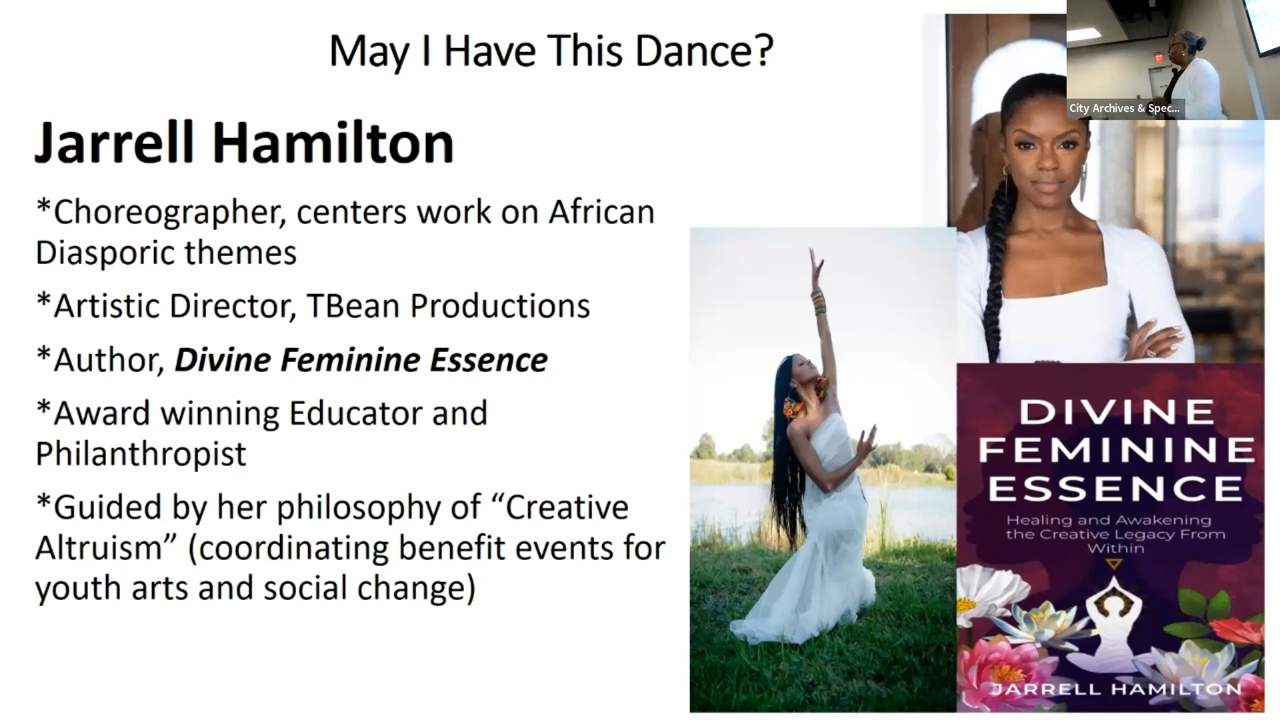 May I Have This Dance?
City Archives & Spec...
Jarrell Hamilton
*Choreographer, centers work on African
Diasporic themes
*Artistic Director, TBean Productions
*Author, Divine Feminine Essence
*Award winning Educator and
Philanthropist
*Guided by her philosophy of “Creative
Altruism” (coordinating benefit events for
youth arts and social change)
DIVINE
FEMININE
ESSENCE
Healing and Awakening
the Creative Legacy From
Within
JARRELL HAMILTON